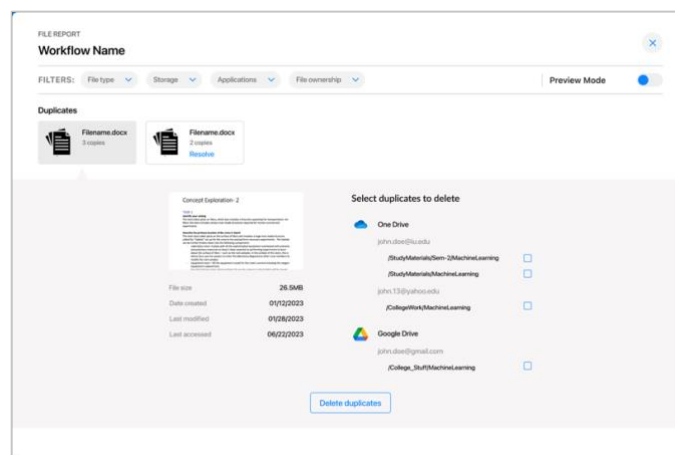 FILE REPORT
Workflow Name
FILTERS: File type Storage Applications File ownership Preview Mode
Duplicates
Filename.docx
3 copies
Filename.docx
2 copies
Resolve
Concept Exploration- 2
File size 26.5MB
Date created 01/12/2023
Last modified 01/28/2023
Last accessed 06/22/2023
Select duplicates to delete
One Drive
john.doe@iu.edu
/StudyMaterials/Sem-2/MachineLearning
/StudyMaterials/MachineLearning
john.13@yahoo.edu
/CollegeWork/MachineLearning
Google Drive
john.doe@gmail.com
/College_Stuff/MachineLearning
Delete duplicates